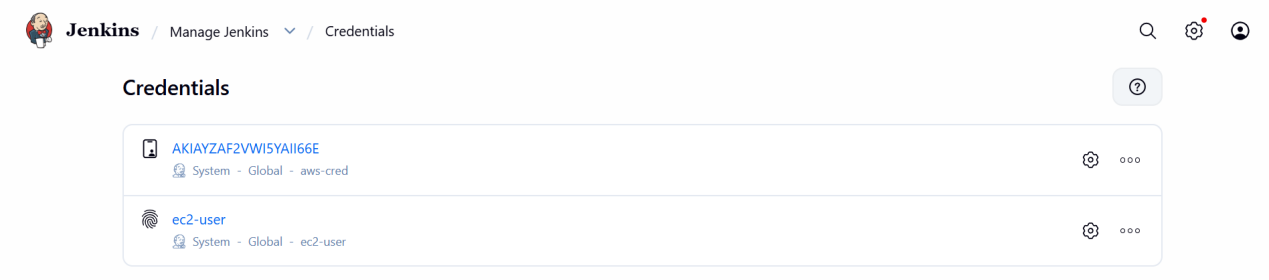 Jenkins / Manage Jenkins / Credentials
Credentials
AKIAYZAF2VWI5YAII66E
System - Global - aws-cred
ec2-user
System - Global - ec2-user